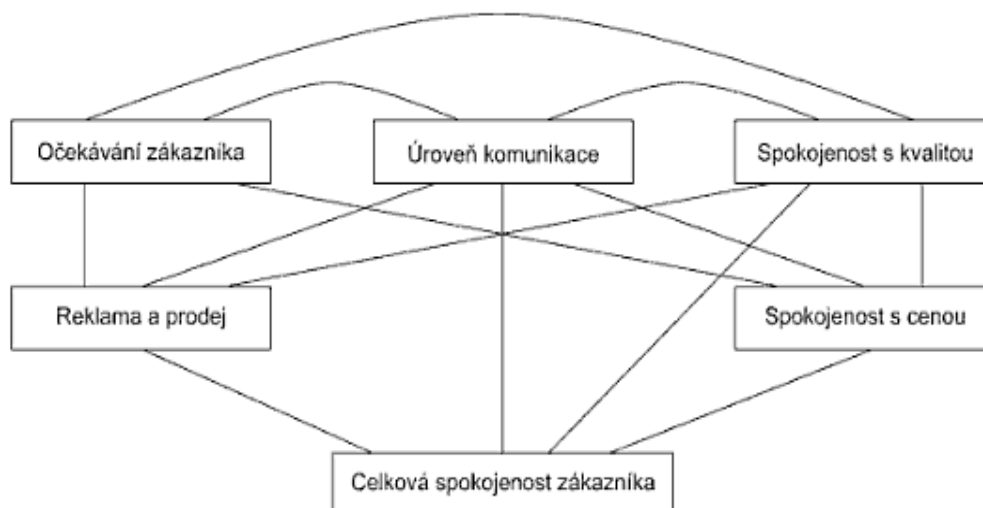 Očekávání zákazníka
Úroveň komunikace
Spokojenost s kvalitou
Reklama a prodej
Spokojenost s cenou
Celková spokojenost zákazníka